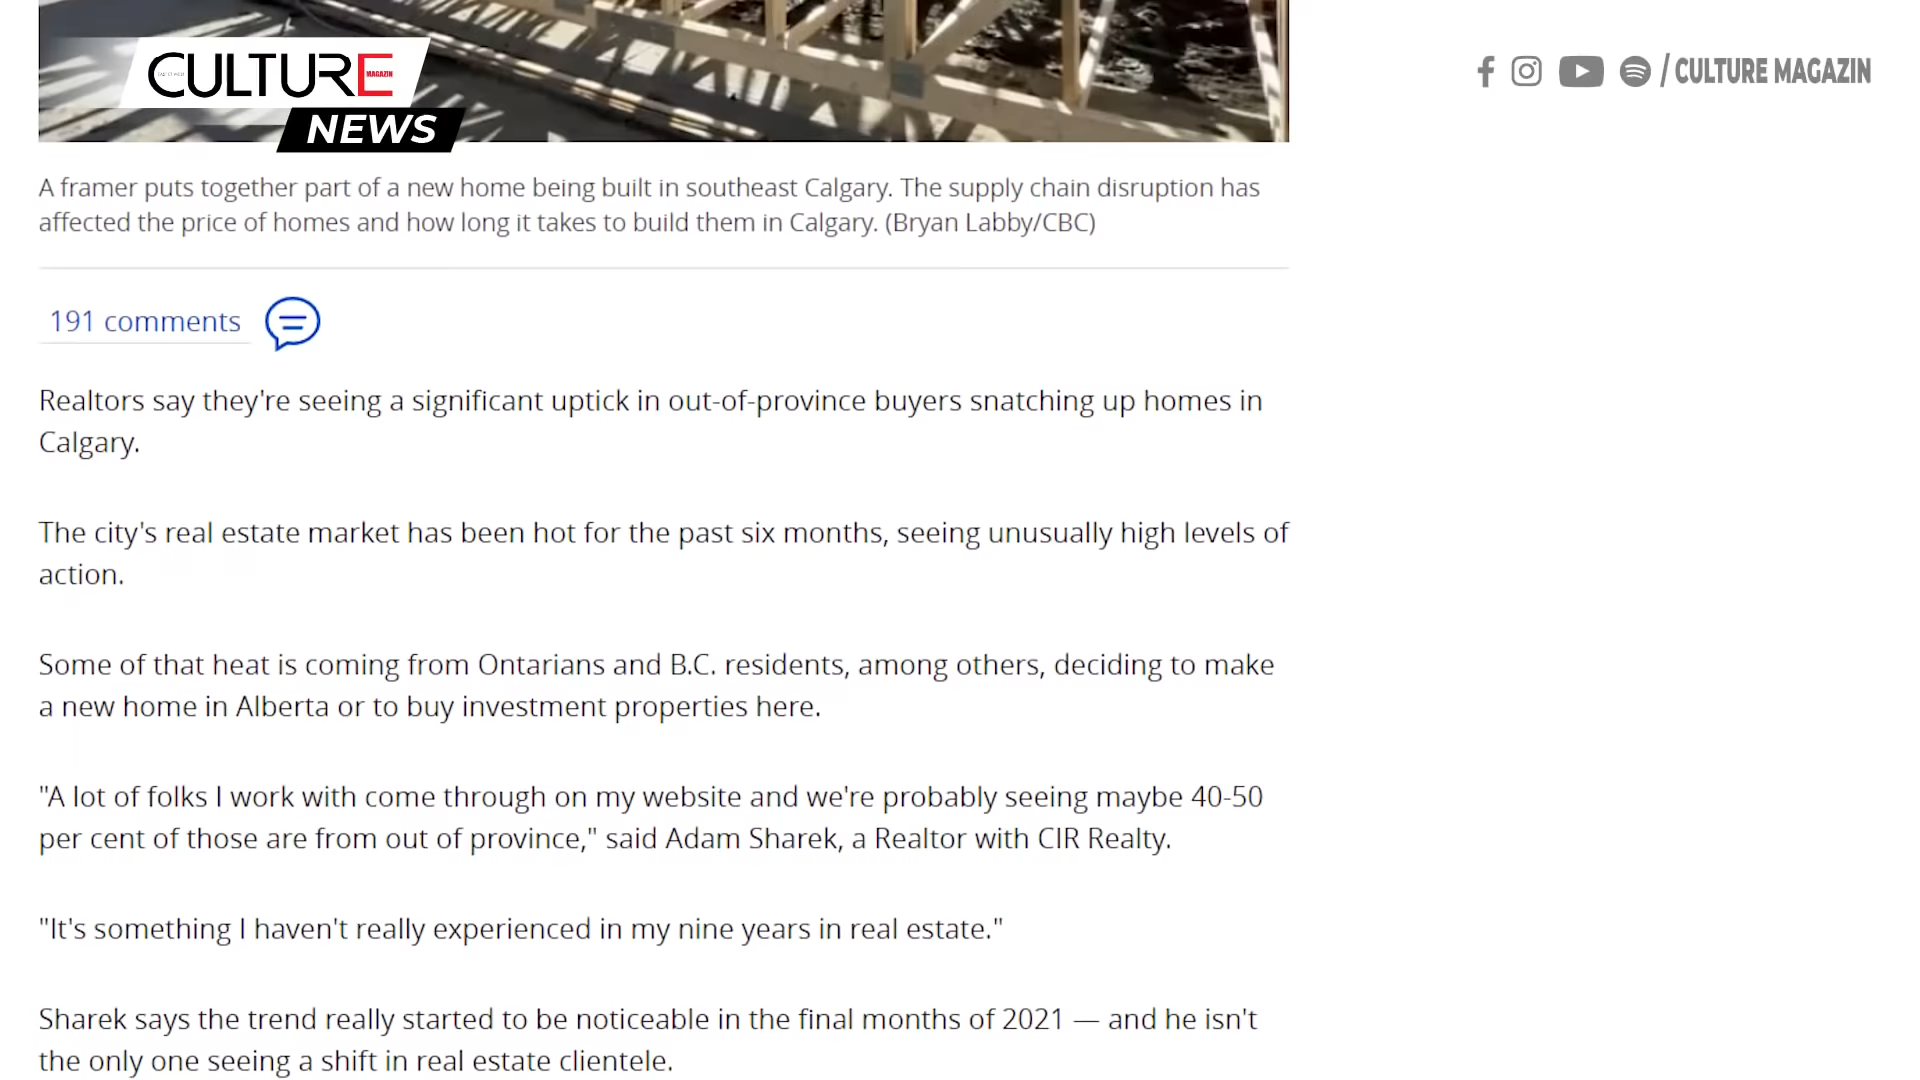 CULTURE
MAGAZIN
NEWS
/ CULTURE MAGAZIN
A framer puts together part of a new home being built in southeast Calgary. The supply chain disruption has
affected the price of homes and how long it takes to build them in Calgary. (Bryan Labby/CBC)
191 comments
Realtors say they're seeing a significant uptick in out-of-province buyers snatching up homes in
Calgary.
The city's real estate market has been hot for the past six months, seeing unusually high levels of
action.
Some of that heat is coming from Ontarians and B.C. residents, among others, deciding to make
a new home in Alberta or to buy investment properties here.
"A lot of folks I work with come through on my website and we're probably seeing maybe 40-50
per cent of those are from out of province," said Adam Sharek, a Realtor with CIR Realty.
"It's something I haven't really experienced in my nine years in real estate."
Sharek says the trend really started to be noticeable in the final months of 2021 — and he isn't
the only one seeing a shift in real estate clientele.